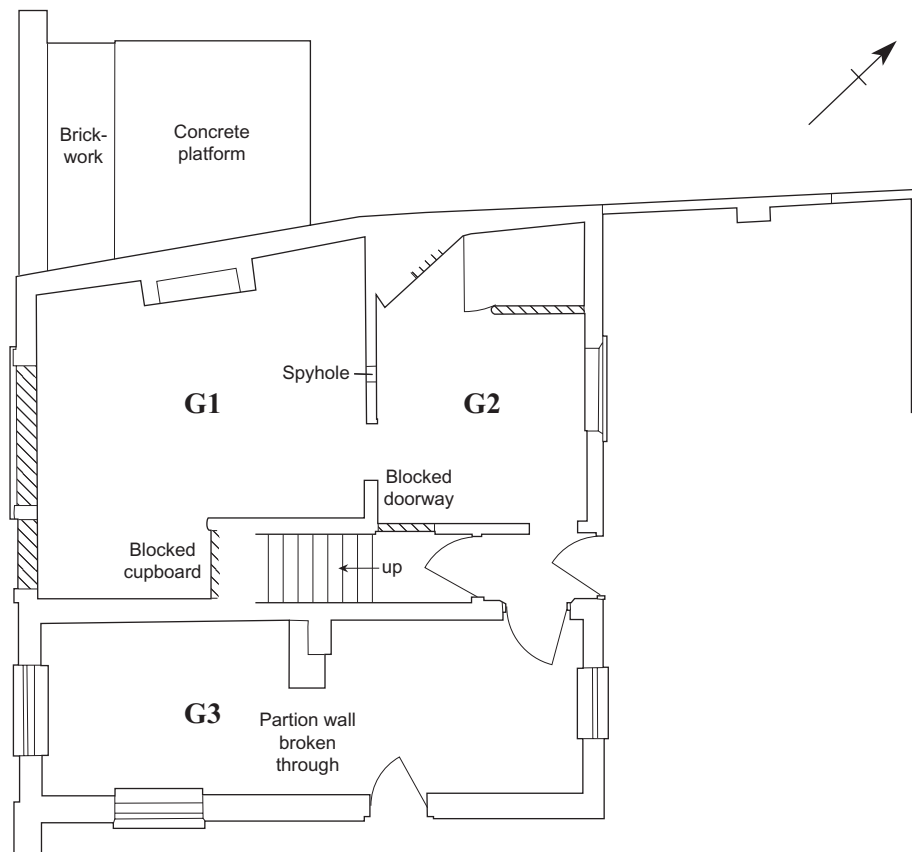 Brick-
work
Concrete
platform
Spyhole
G1
G2
Blocked
doorway
Blocked
cupboard
up
G3
Partion wall
broken
through